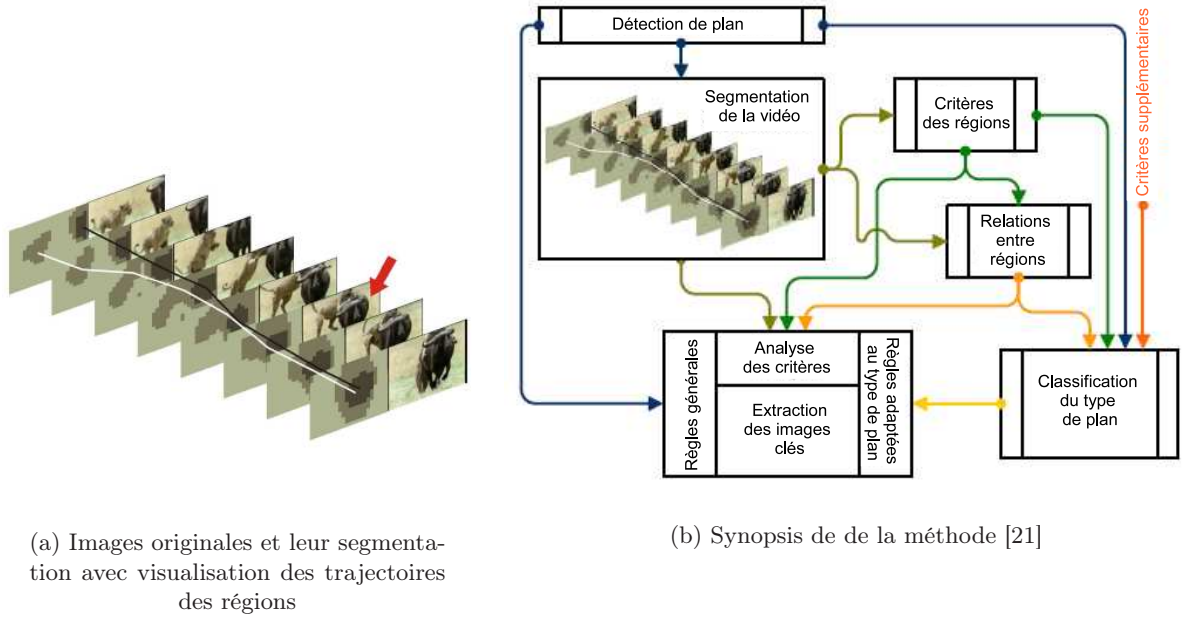 Détection de plan
Segmentation
de la vidéo
Critères
des régions
Critères supplémentaires
Relations
entre
régions
Règles générales
Analyse
des critères
Extraction
des images
clés
Règles adaptées
au type de plan
Classification
du type
de plan
(a) Images originales et leur segmenta-
tion avec visualisation des trajectoires
des régions
(b) Synopsis de de la méthode [21]